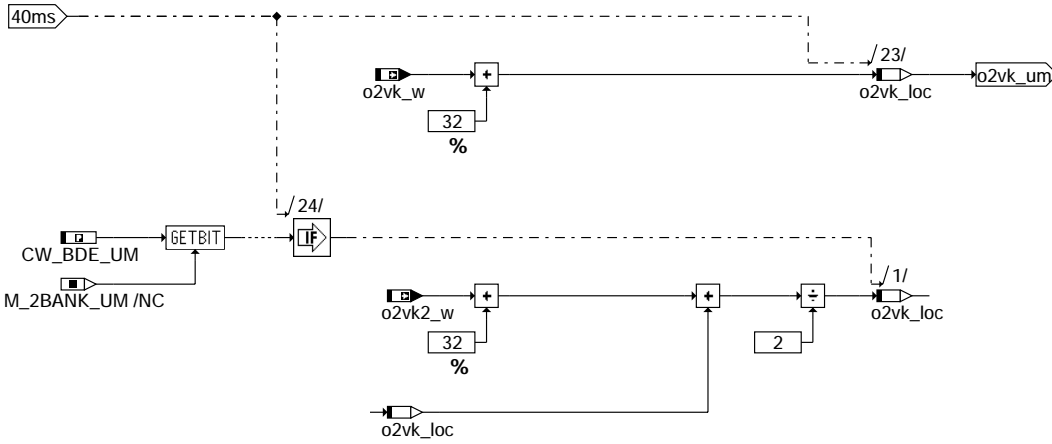 40ms
/23/
+
o2vk_w
o2vk_loc
o2vk_um
32
%
/24/
GETBIT
IF
CW_BDE_UM
M_2BANK_UM /NC
/1/
+
+
÷
o2vk2_w
o2vk_loc
32
2
%
o2vk_loc